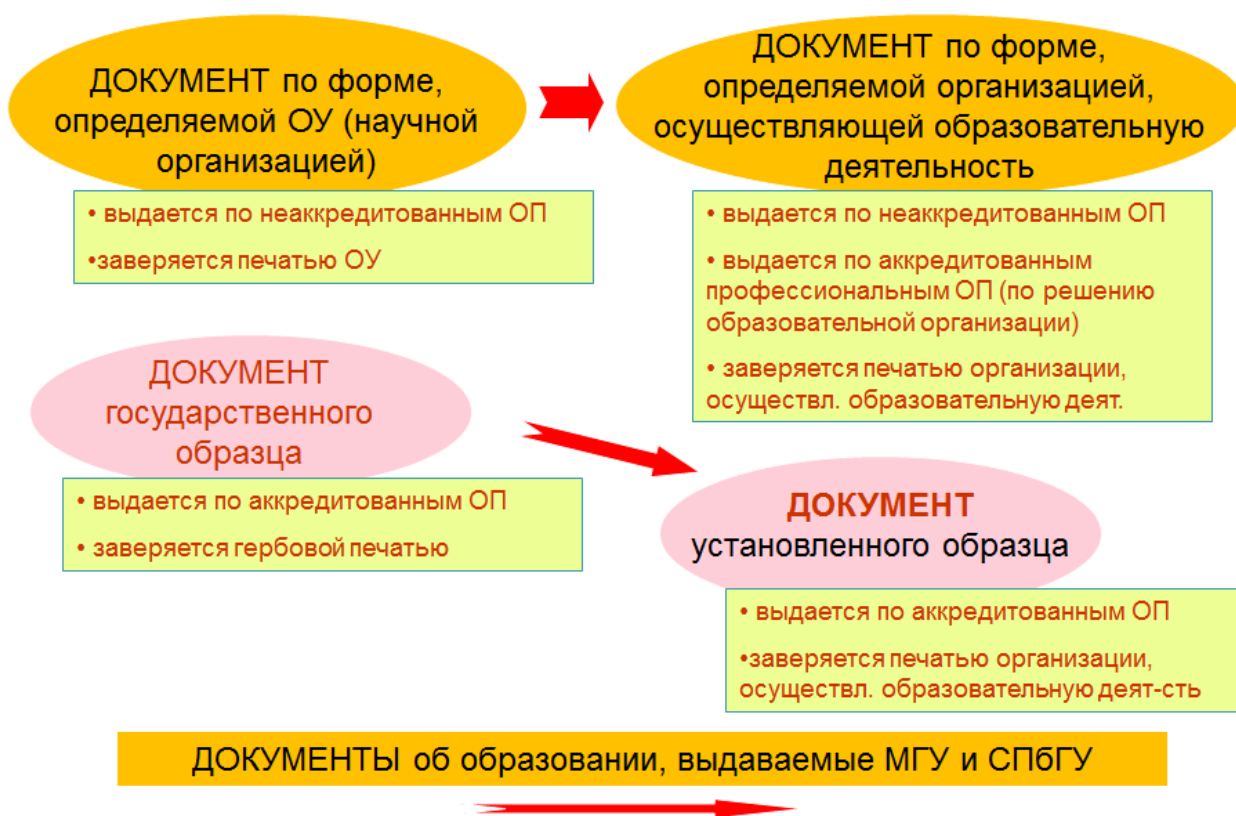 ДОКУМЕНТ по форме,
определяемой ОУ (научной
организацией)
• выдается по неаккредитованным ОП
•заверяется печатью ОУ
ДОКУМЕНТ по форме,
определяемой организацией,
осуществляющей образовательную
деятельность
• выдается по неаккредитованным ОП
• выдается по аккредитованным
профессиональным ОП (по решению
образовательной организации)
• заверяется печатью организации,
осуществл. образовательную деят.
ДОКУМЕНТ
государственного
образца
• выдается по аккредитованным ОП
• заверяется гербовой печатью
ДОКУМЕНТ
установленного образца
• выдается по аккредитованным ОП
•заверяется печатью организации,
осуществл. образовательную деят-сть
ДОКУМЕНТЫ об образовании, выдаваемые МГУ и СПбГУ